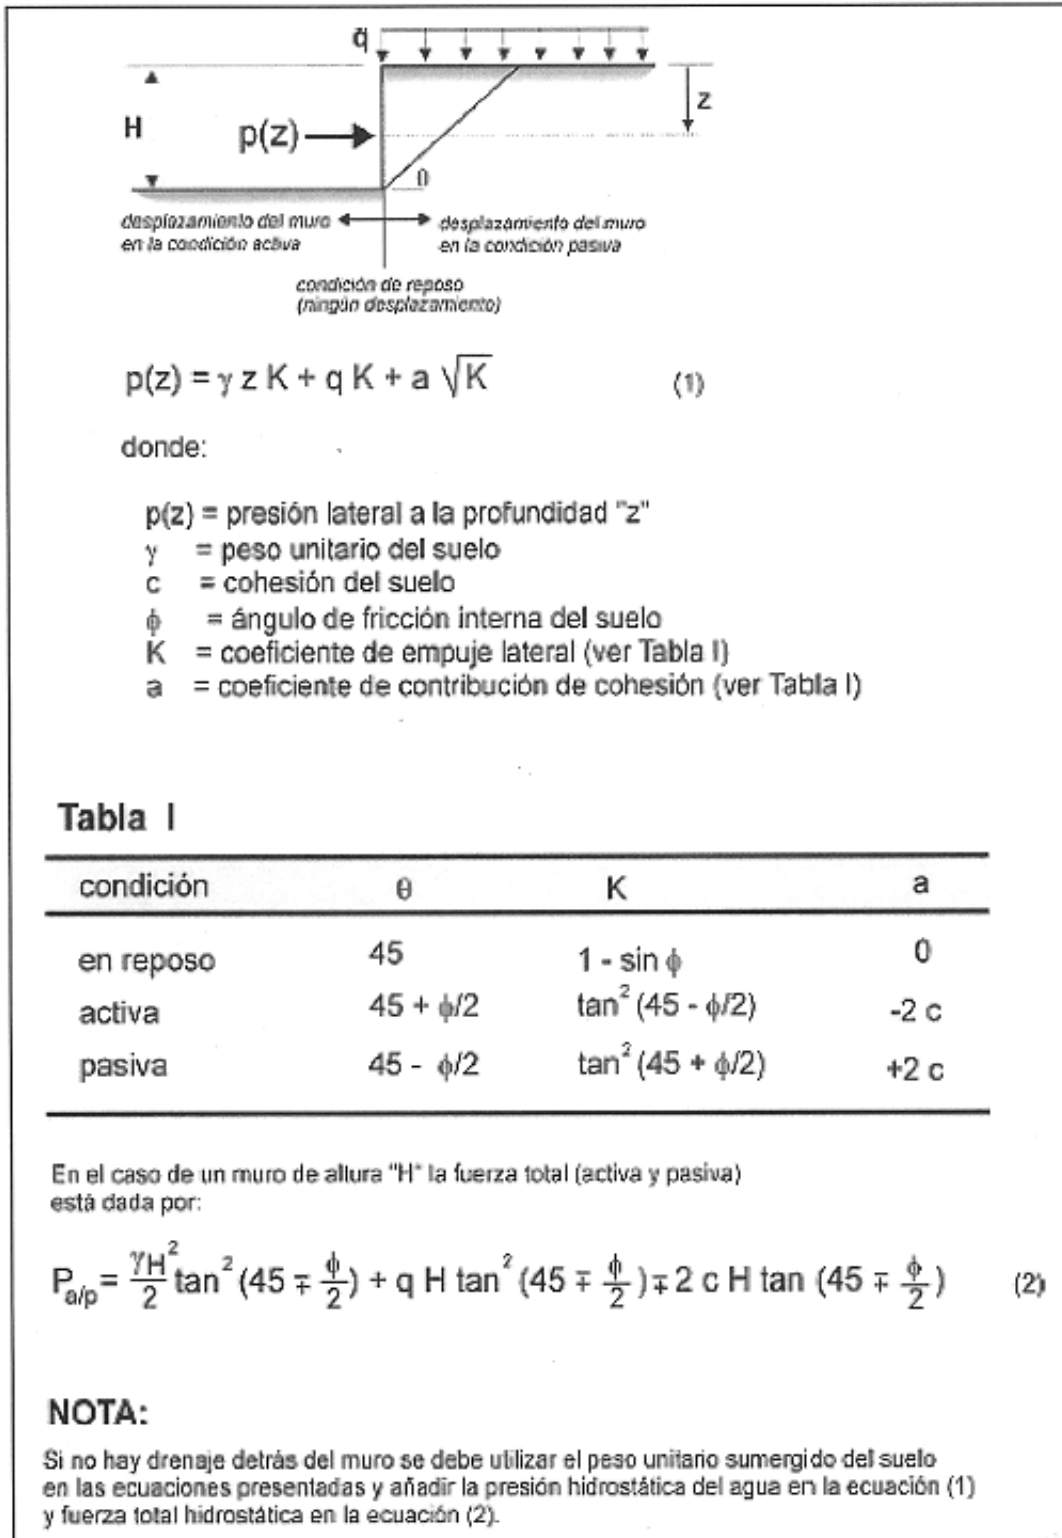 q
H
p(z)
z
θ
desplazamiento del muro
en la condición activa
desplazamiento del muro
en la condición pasiva
condición de reposo
(ningún desplazamiento)
p(z) = γ z K + q K + a √K (1)
donde:
p(z) = presión lateral a la profundidad "z"
γ = peso unitario del suelo
c = cohesión del suelo
ϕ = ángulo de fricción interna del suelo
K = coeficiente de empuje lateral (ver Tabla I)
a = coeficiente de contribución de cohesión (ver Tabla I)
Tabla I
condición θ K a
en reposo 45 1 - sin ϕ 0
activa 45 + ϕ/2 tan² (45 - ϕ/2) -2 c
pasiva 45 - ϕ/2 tan² (45 + ϕ/2) +2 c
En el caso de un muro de allura "H" la fuerza total (activa y pasiva)
está dada por:
P a/p = γH²/2 tan² (45 ∓ ϕ/2) + q H tan² (45 ∓ ϕ/2) ∓ 2 c H tan (45 ∓ ϕ/2) (2)
NOTA:
Si no hay drenaje detrás del muro se debe utilizar el peso unitario sumergido del suelo
en las ecuaciones presentadas y añadir la presión hidrostática del agua en la ecuación (1)
y fuerza total hidrostática en la ecuación (2).